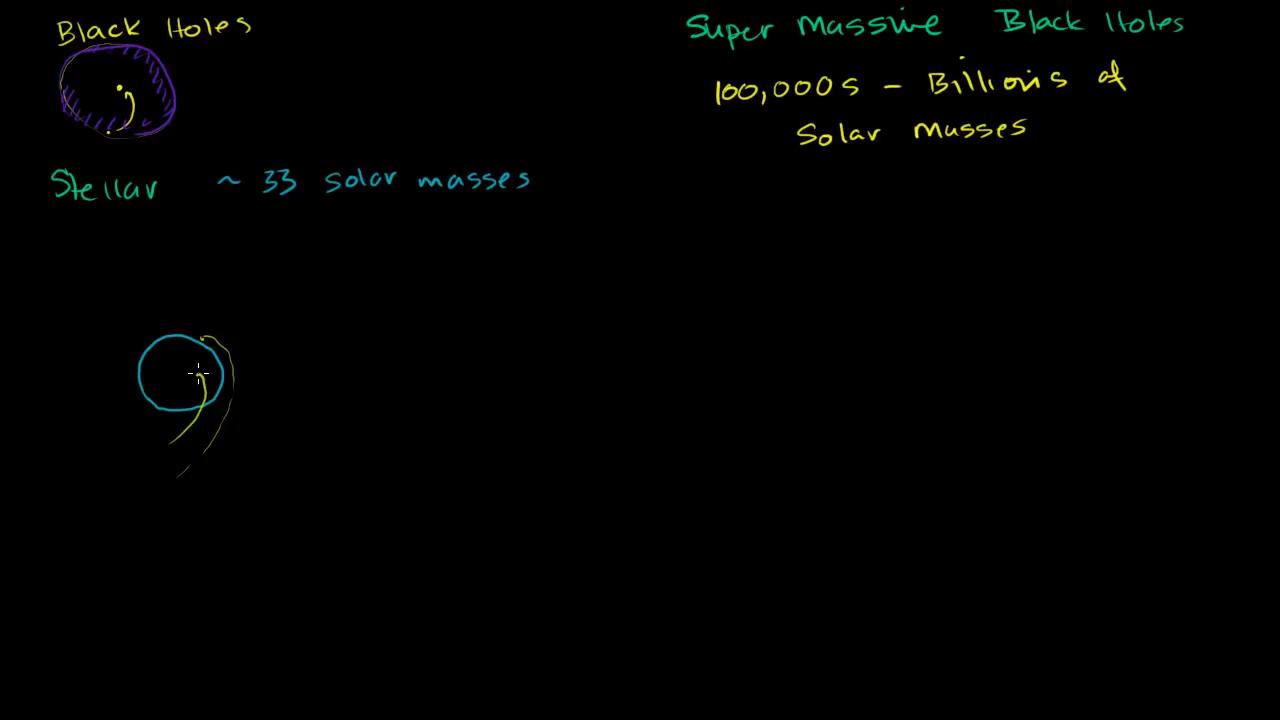 Black Holes
Stellar ~ 33 solar masses
Super Massive Black Holes
100,000s - Billions of
Solar Masses